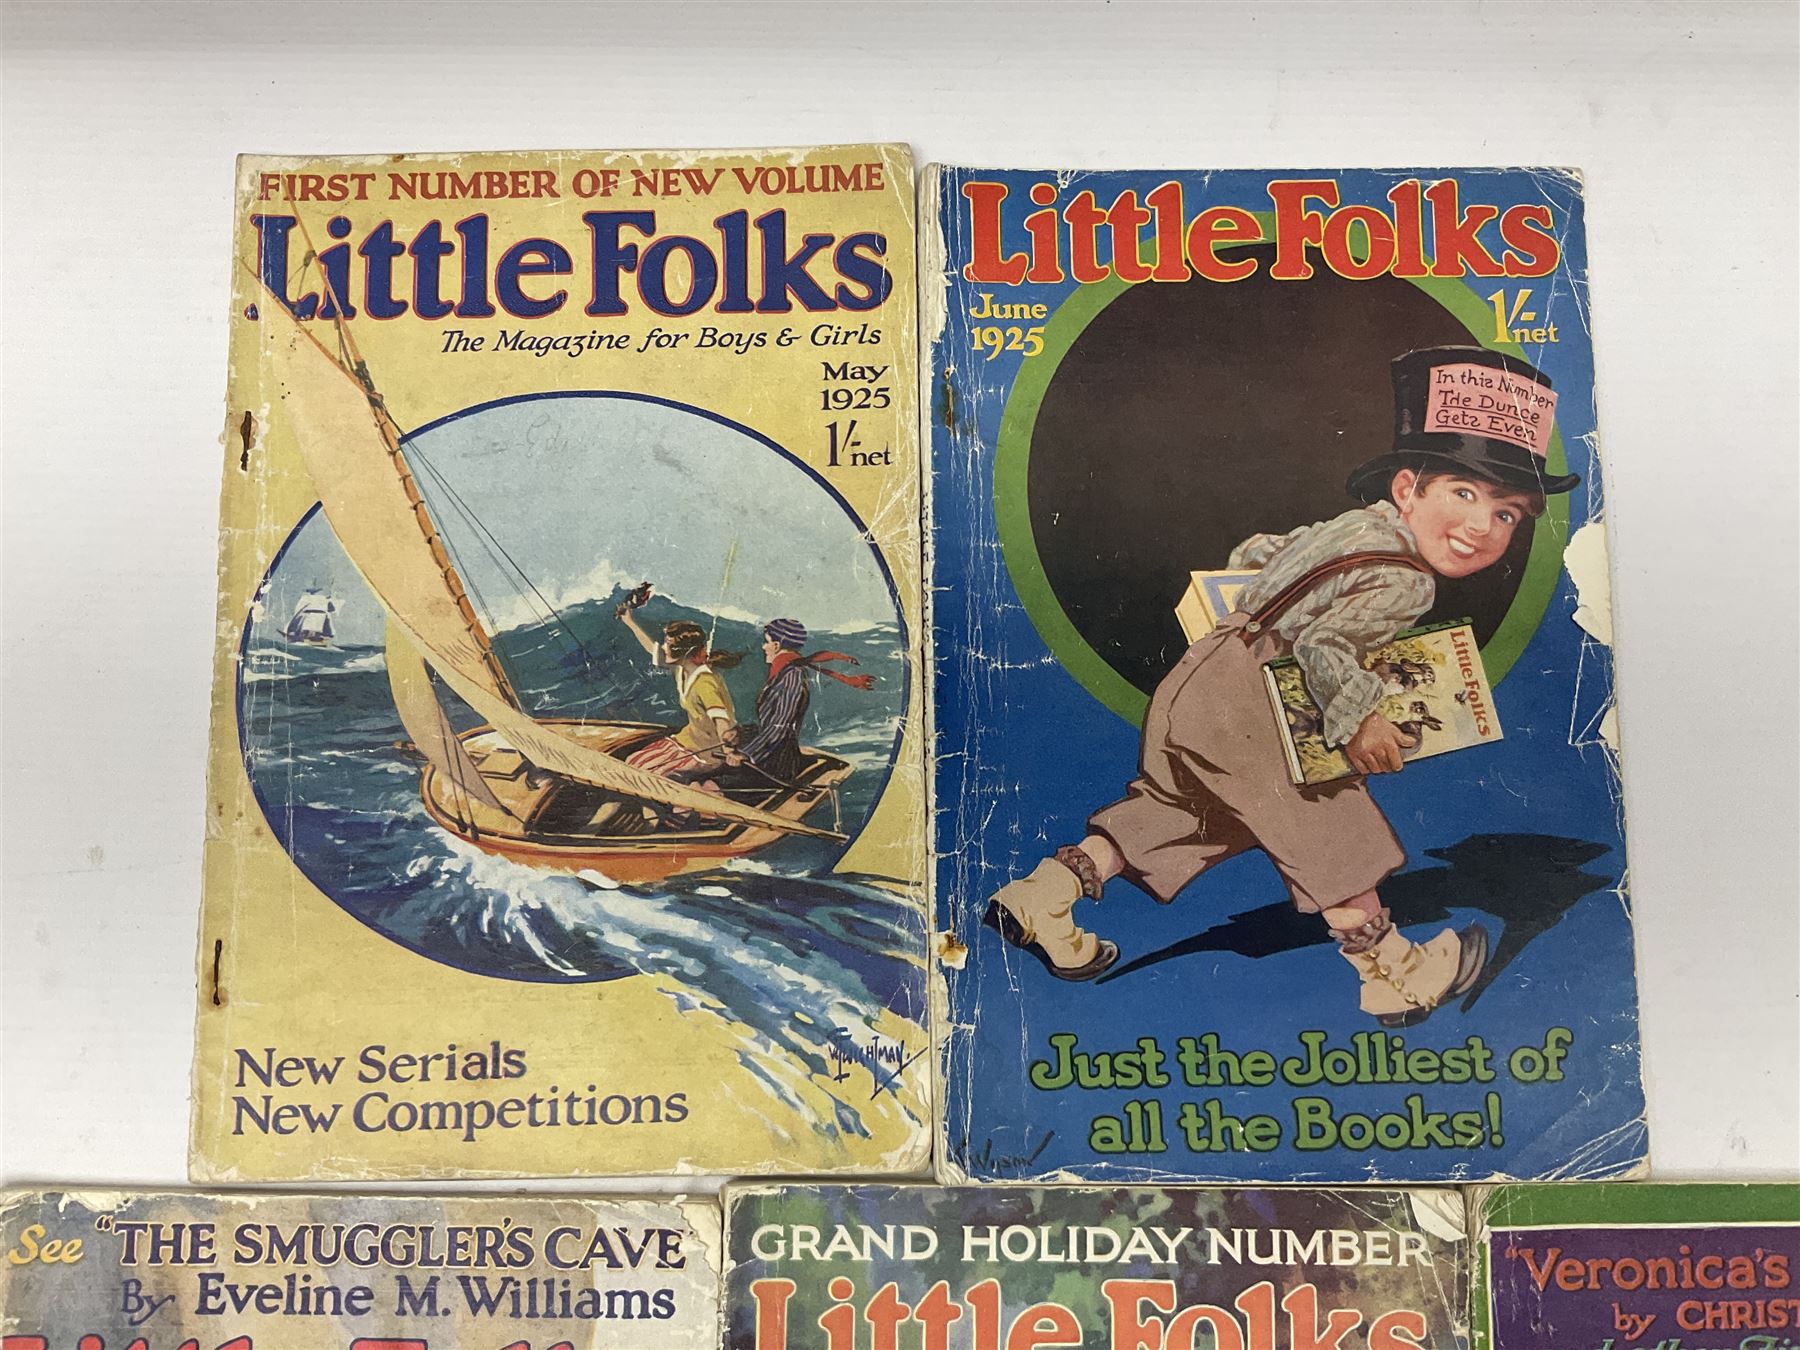 FIRST NUMBER OF NEW VOLUME
Little Folks
The Magazine for Boys & Girls
May
1925
1/-
net
New Serials
New Competitions
Little Folks
June
1925
1/-
net
In this Number
The Dunce
Gets Even
Little Folks
Just the Jolliest of
all the Books!
See "THE SMUGGLER'S CAVE
By Eveline M. Williams
Little Folks
GRAND HOLIDAY NUMBER
Little Folks
"Veronica's
by CHRIST